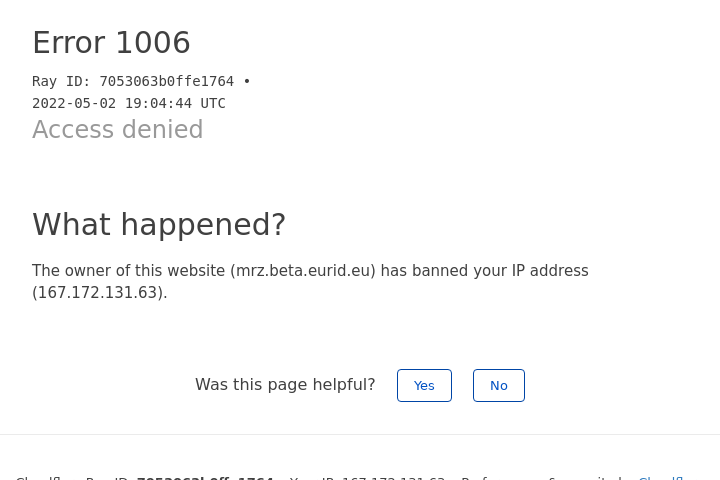 Error 1006
Ray ID: 7053063b0ffe1764 •
2022-05-02 19:04:44 UTC
Access denied
What happened?
The owner of this website (mrz.beta.eurid.eu) has banned your IP address
(167.172.131.63).
Was this page helpful?
Yes
No